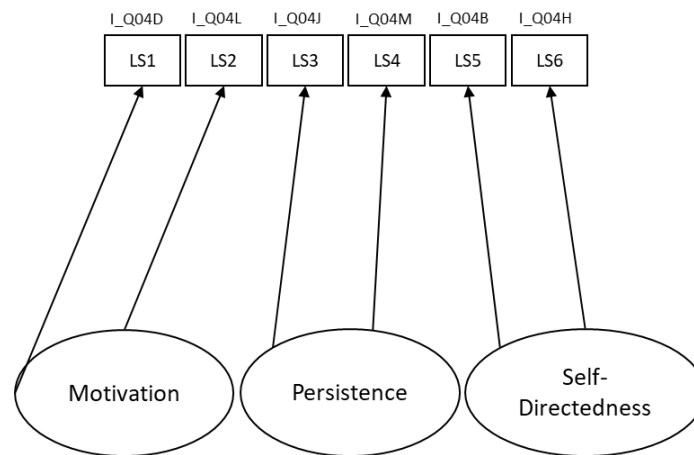 I_Q04D I_Q04L I_Q04J I_Q04M I_Q04B I_Q04H
LS1 LS2 LS3 LS4 LS5 LS6
Motivation
Persistence
Self-
Directedness